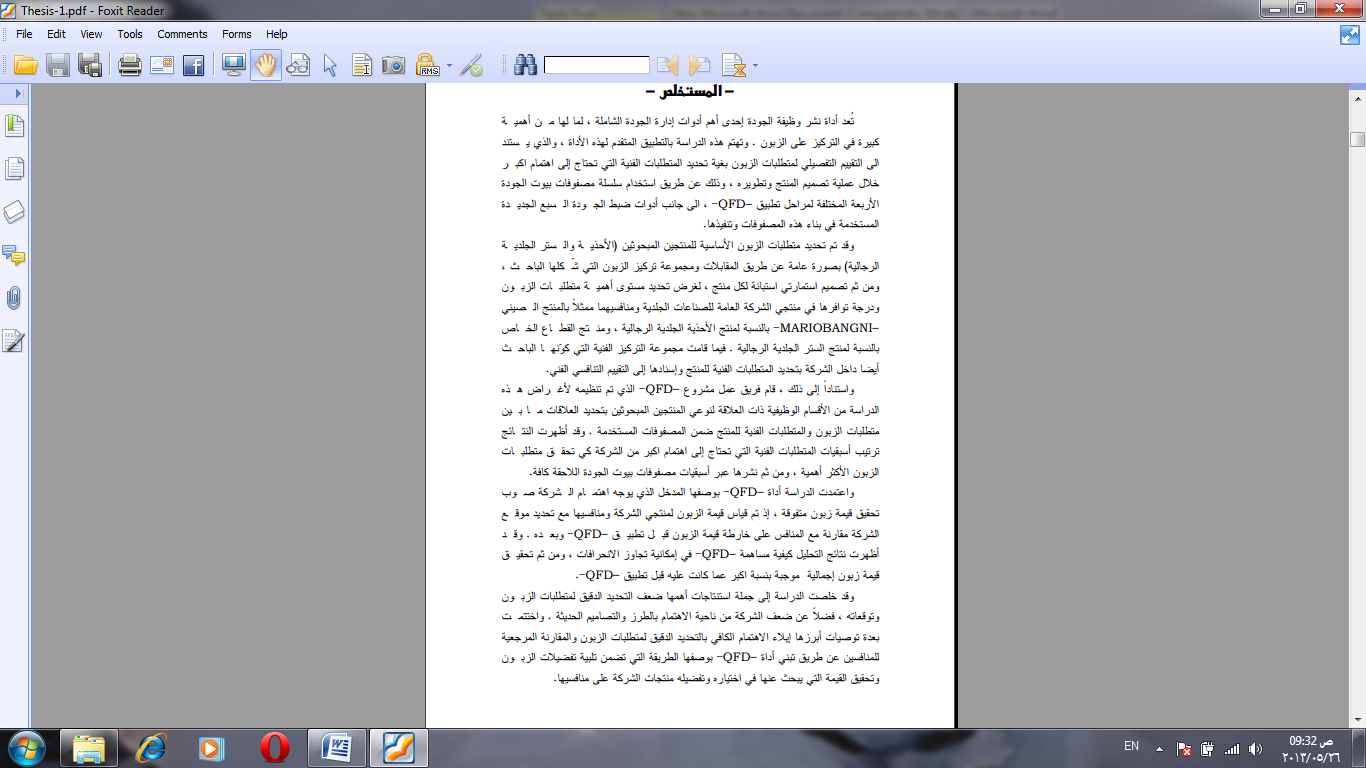 Thesis-1.pdf - Foxit Reader
File Edit View Tools Comments Forms Help
RMS
– المستخلص –
تُعد أداة نشر وظيفة الجودة إحدى أهم أدوات إدارة الجودة الشاملة ، لما لها من أهمية
كبيرة في التركيز على الزبون . وتهتم هذه الدراسة بالتطبيق المتقدم لهذه الأداة ، والذي يستند
الى التقييم التفصيلي لمتطلبات الزبون بغية تحديد المتطلبات الفنية التي تحتاج إلى اهتمام اكبر
خلال عملية تصميم المنتج وتطويره ، وذلك عن طريق استخدام سلسلة مصفوفات بيوت الجودة
الأربعة المختلفة لمراحل تطبيق –QFD- ، الى جانب أدوات ضبط الجودة السبع الجديدة
المستخدمة في بناء هذه المصفوفات وتنفيذها.
وقد تم تحديد متطلبات الزبون الأساسية للمنتجين المبحوثين (الأحذية والستر الجلدية
الرجالية) بصورة عامة عن طريق المقابلات ومجموعة تركيز الزبون التي شّكلها الباحث ،
ومن ثم تصميم استمارتي استبانة لكل منتج ، لغرض تحديد مستوى أهمية متطلبات الزبون
ودرجة توافرها في منتجي الشركة العامة للصناعات الجلدية ومنافسيهما ممثلاً بالمنتج الصيني
–MARIOBANGNI- بالنسبة لمنتج الأحذية الجلدية الرجالية ، ومنتج القطاع الخاص
بالنسبة لمنتج الستر الجلدية الرجالية . فيما قامت مجموعة التركيز الفنية التي كوّنها الباحث
أيضا داخل الشركة بتحديد المتطلبات الفنية للمنتج وإسنادها إلى التقييم التنافسي الفني.
واستناداً إلى ذلك ، قام فريق عمل مشروع –QFD- الذي تم تنظيمه لأغراض هذه
الدراسة من الأقسام الوظيفية ذات العلاقة لنوعي المنتجين المبحوثين بتحديد العلاقات ما بين
متطلبات الزبون والمتطلبات الفنية للمنتج ضمن المصفوفات المستخدمة . وقد أظهرت النتائج
ترتيب أسبقيات المتطلبات الفنية التي تحتاج إلى اهتمام اكبر من الشركة كي تحقق متطلبات
الزبون الأكثر أهمية ، ومن ثم نشرها عبر أسبقيات مصفوفات بيوت الجودة اللاحقة كافة.
واعتمدت الدراسة أداة –QFD- بوصفها المدخل الذي يوجه اهتمام الشركة صوب
تحقيق قيمة زبون متفوقة ، إذ تم قياس قيمة الزبون لمنتجي الشركة ومنافسيها مع تحديد موقع
الشركة مقارنة مع المنافس على خارطة قيمة الزبون قبل تطبيق –QFD- وبعده . وقد
أظهرت نتائج التحليل كيفية مساهمة –QFD- في إمكانية تجاوز الانحرافات ، ومن ثم تحقيق
قيمة زبون إجمالية موجبة بنسبة اكبر عما كانت عليه قبل تطبيق –QFD-.
وقد خلصت الدراسة إلى جملة استنتاجات أهمها ضعف التحديد الدقيق لمتطلبات الزبون
وتوقعاته ، فضلاً عن ضعف الشركة من ناحية الاهتمام بالطرز والتصاميم الحديثة . واختتمت
بعدة توصيات أبرزها إيلاء الاهتمام الكافي بالتحديد الدقيق لمتطلبات الزبون والمقارنة المرجعية
للمنافسين عن طريق تبني أداة –QFD- بوصفها الطريقة التي تضمن تلبية تفضيلات الزبون
وتحقيق القيمة التي يبحث عنها في اختياره وتفضيله منتجات الشركة على منافسيها.
EN
09:32 ص
٢٠١٣/٠٥/٢٦